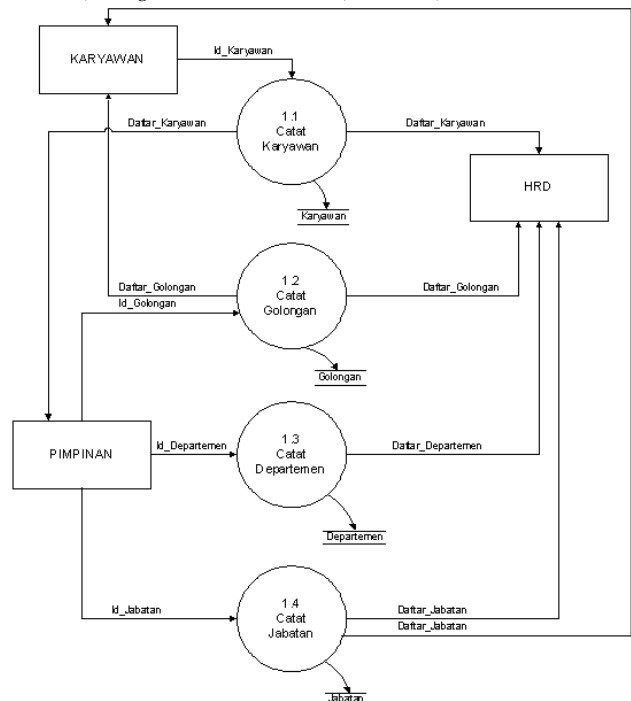 KARYAWAN
Id_Karyawan
1.1
Catat
Karyawan
Daftar_Karyawan
Daftar_Karyawan
HRD
Karyawan
1.2
Catat
Golongan
Daftar_Golongan
Id_Golongan
Daftar_Golongan
Golongan
PIMPINAN
Id_Departemen
1.3
Catat
Departemen
Daftar_Departemen
Departemen
1.4
Catat
Jabatan
Id_Jabatan
Daftar_Jabatan
Daftar_Jabatan
Jabatan